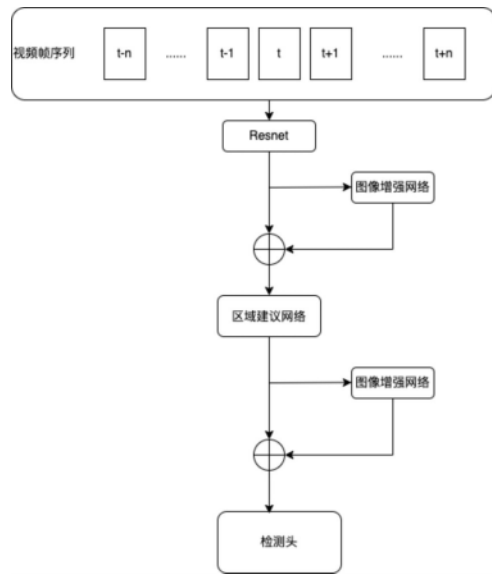 视频帧序列 t-n ...... t-1 t t+1 ...... t+n
Resnet
图像增强网络
区域建议网络
图像增强网络
检测头